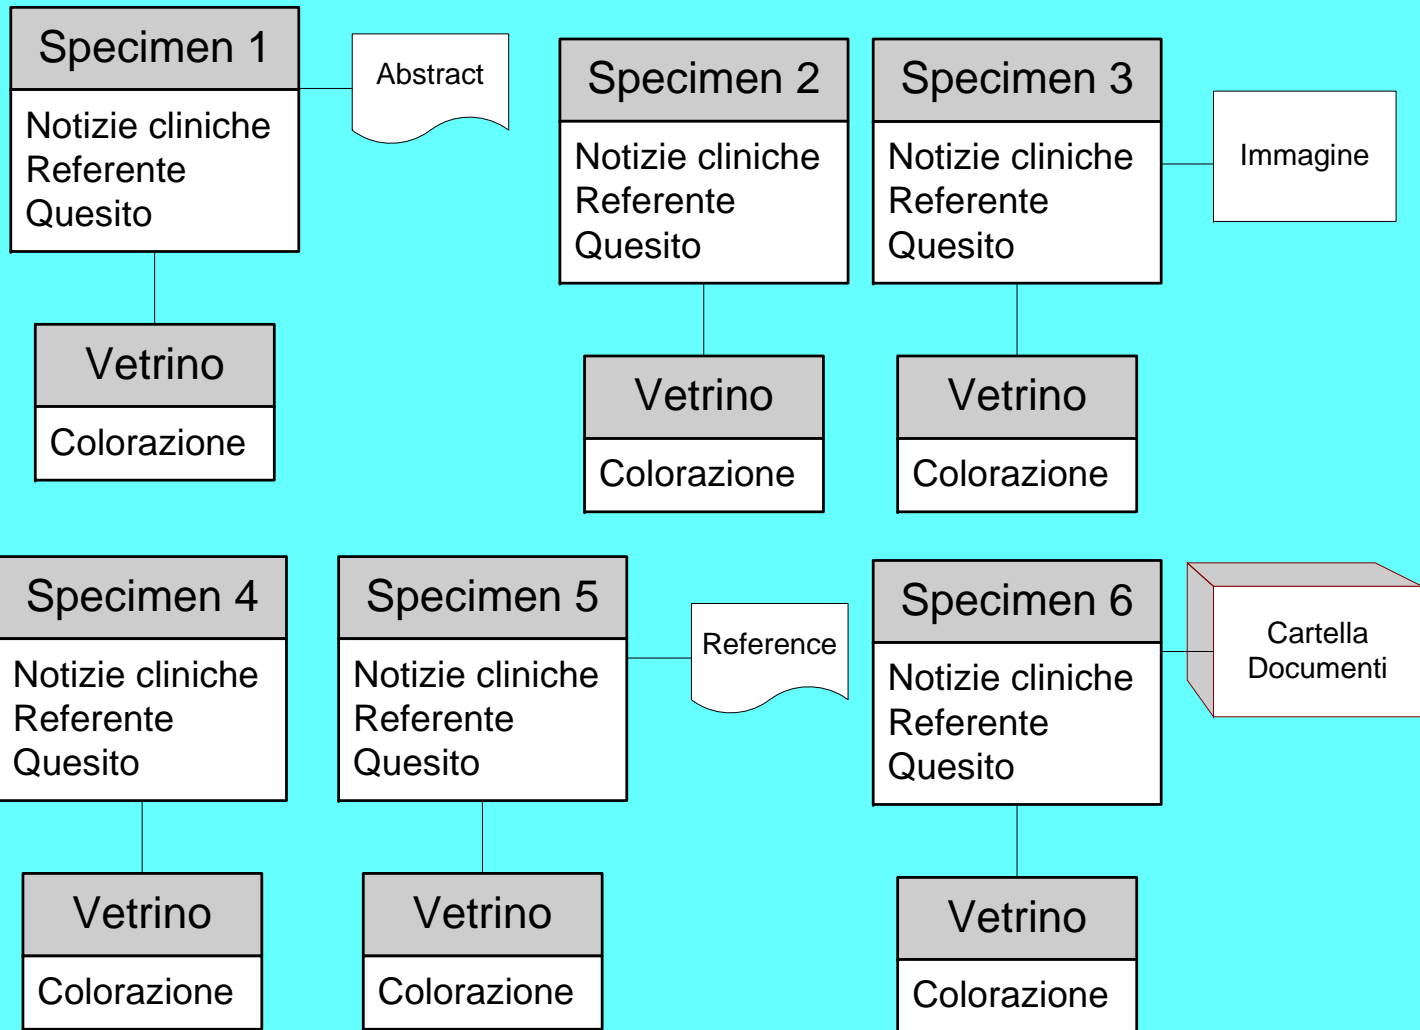 Specimen 1
Notizie cliniche
Referente
Quesito
Abstract
Vetrino
Colorazione
Specimen 2
Notizie cliniche
Referente
Quesito
Vetrino
Colorazione
Specimen 3
Notizie cliniche
Referente
Quesito
Immagine
Vetrino
Colorazione
Specimen 4
Notizie cliniche
Referente
Quesito
Vetrino
Colorazione
Specimen 5
Notizie cliniche
Referente
Quesito
Reference
Vetrino
Colorazione
Specimen 6
Notizie cliniche
Referente
Quesito
Cartella
Documenti
Vetrino
Colorazione